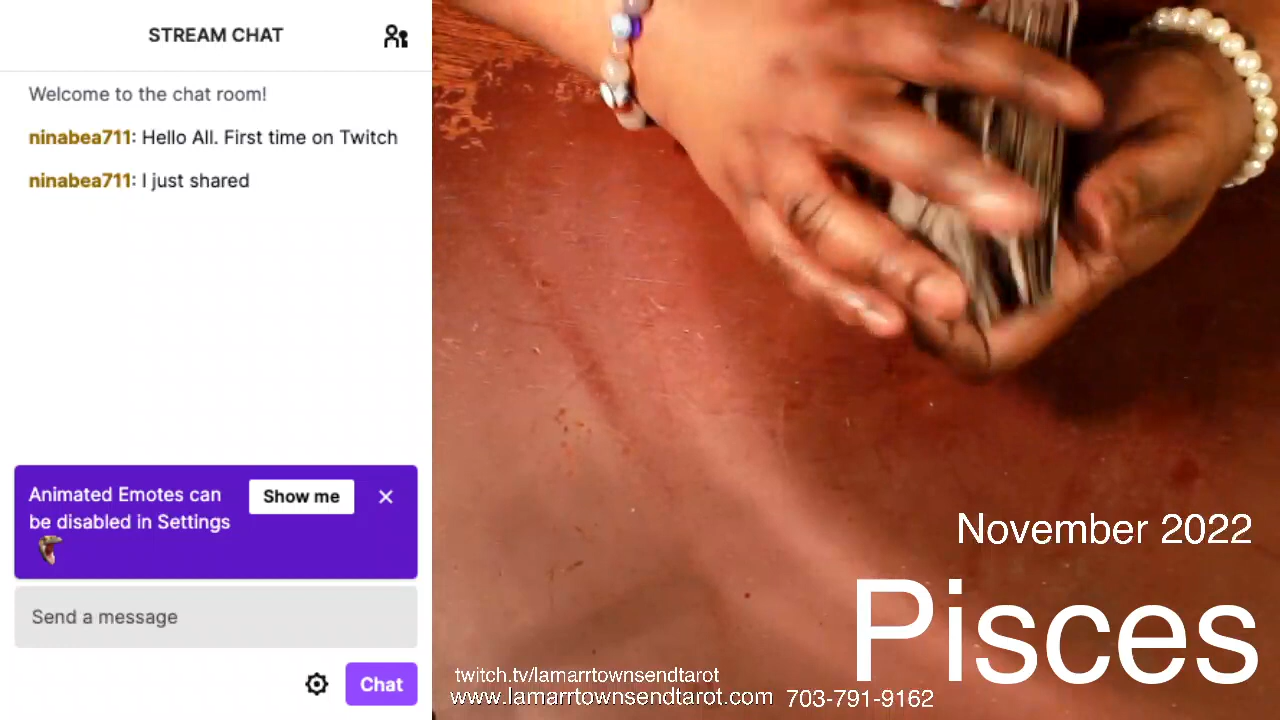 STREAM CHAT
Welcome to the chat room!
ninabea711: Hello All. First time on Twitch
ninabea711: I just shared
Animated Emotes can
be disabled in Settings
Show me
Send a message
Chat
November 2022
Pisces
twitch.tv/lamarrtownsendtarot
www.lamarrtownsendtarot.com 703-791-9162